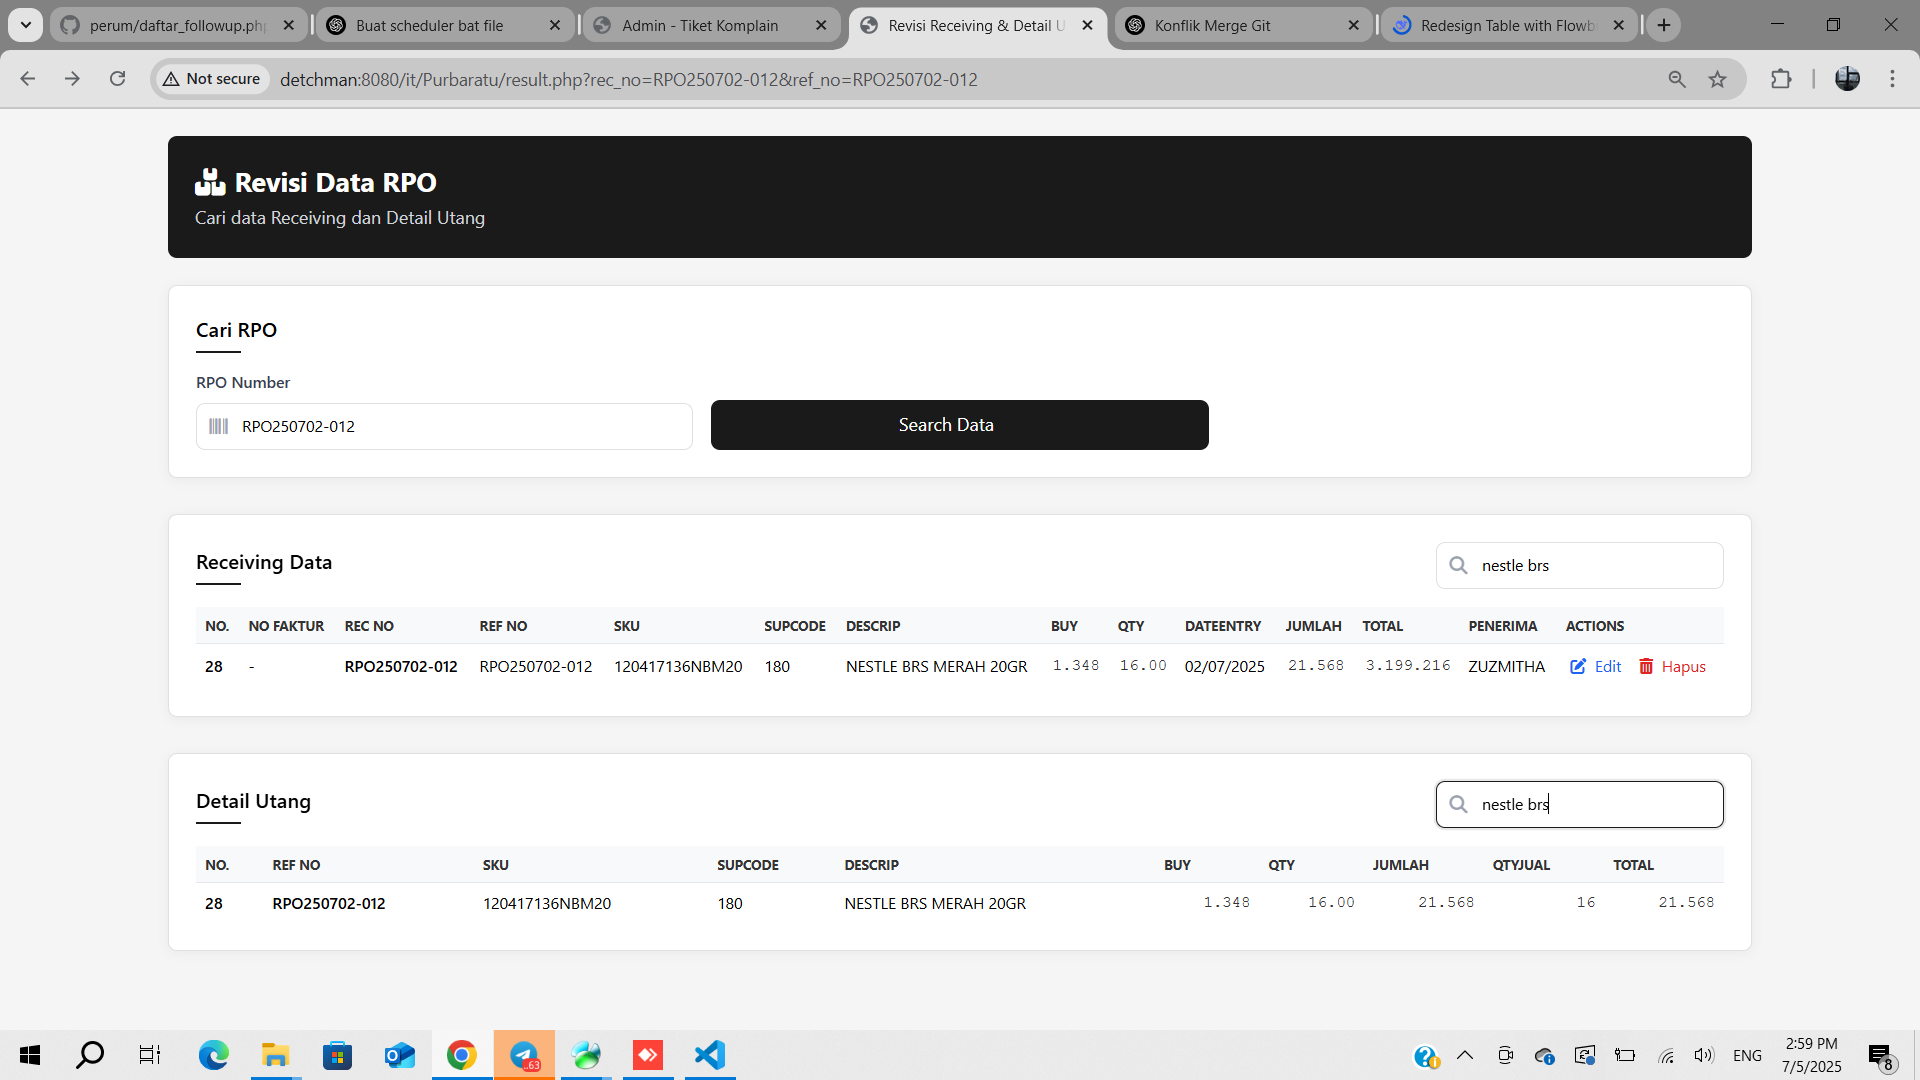 perum/daftar_followup.php
Buat scheduler bat file
Admin - Tiket Komplain
Revisi Receiving & Detail U
Konflik Merge Git
Redesign Table with Flowb
Not secure
detchman:8080/it/Purbaratu/result.php?rec_no=RPO250702-012&ref_no=RPO250702-012
Revisi Data RPO
Cari data Receiving dan Detail Utang
Cari RPO
RPO Number
RPO250702-012
Search Data
Receiving Data
nestle brs
NO. NO FAKTUR REC NO REF NO SKU SUPCODE DESCRIP BUY QTY DATEENTRY JUMLAH TOTAL PENERIMA ACTIONS
28 - RPO250702-012 RPO250702-012 120417136NBM20 180 NESTLE BRS MERAH 20GR 1.348 16.00 02/07/2025 21.568 3.199.216 ZUZMITHA Edit Hapus
Detail Utang
nestle brs
NO. REF NO SKU SUPCODE DESCRIP BUY QTY JUMLAH QTYJUAL TOTAL
28 RPO250702-012 120417136NBM20 180 NESTLE BRS MERAH 20GR 1.348 16.00 21.568 16 21.568
..63
ENG
2:59 PM
7/5/2025
8